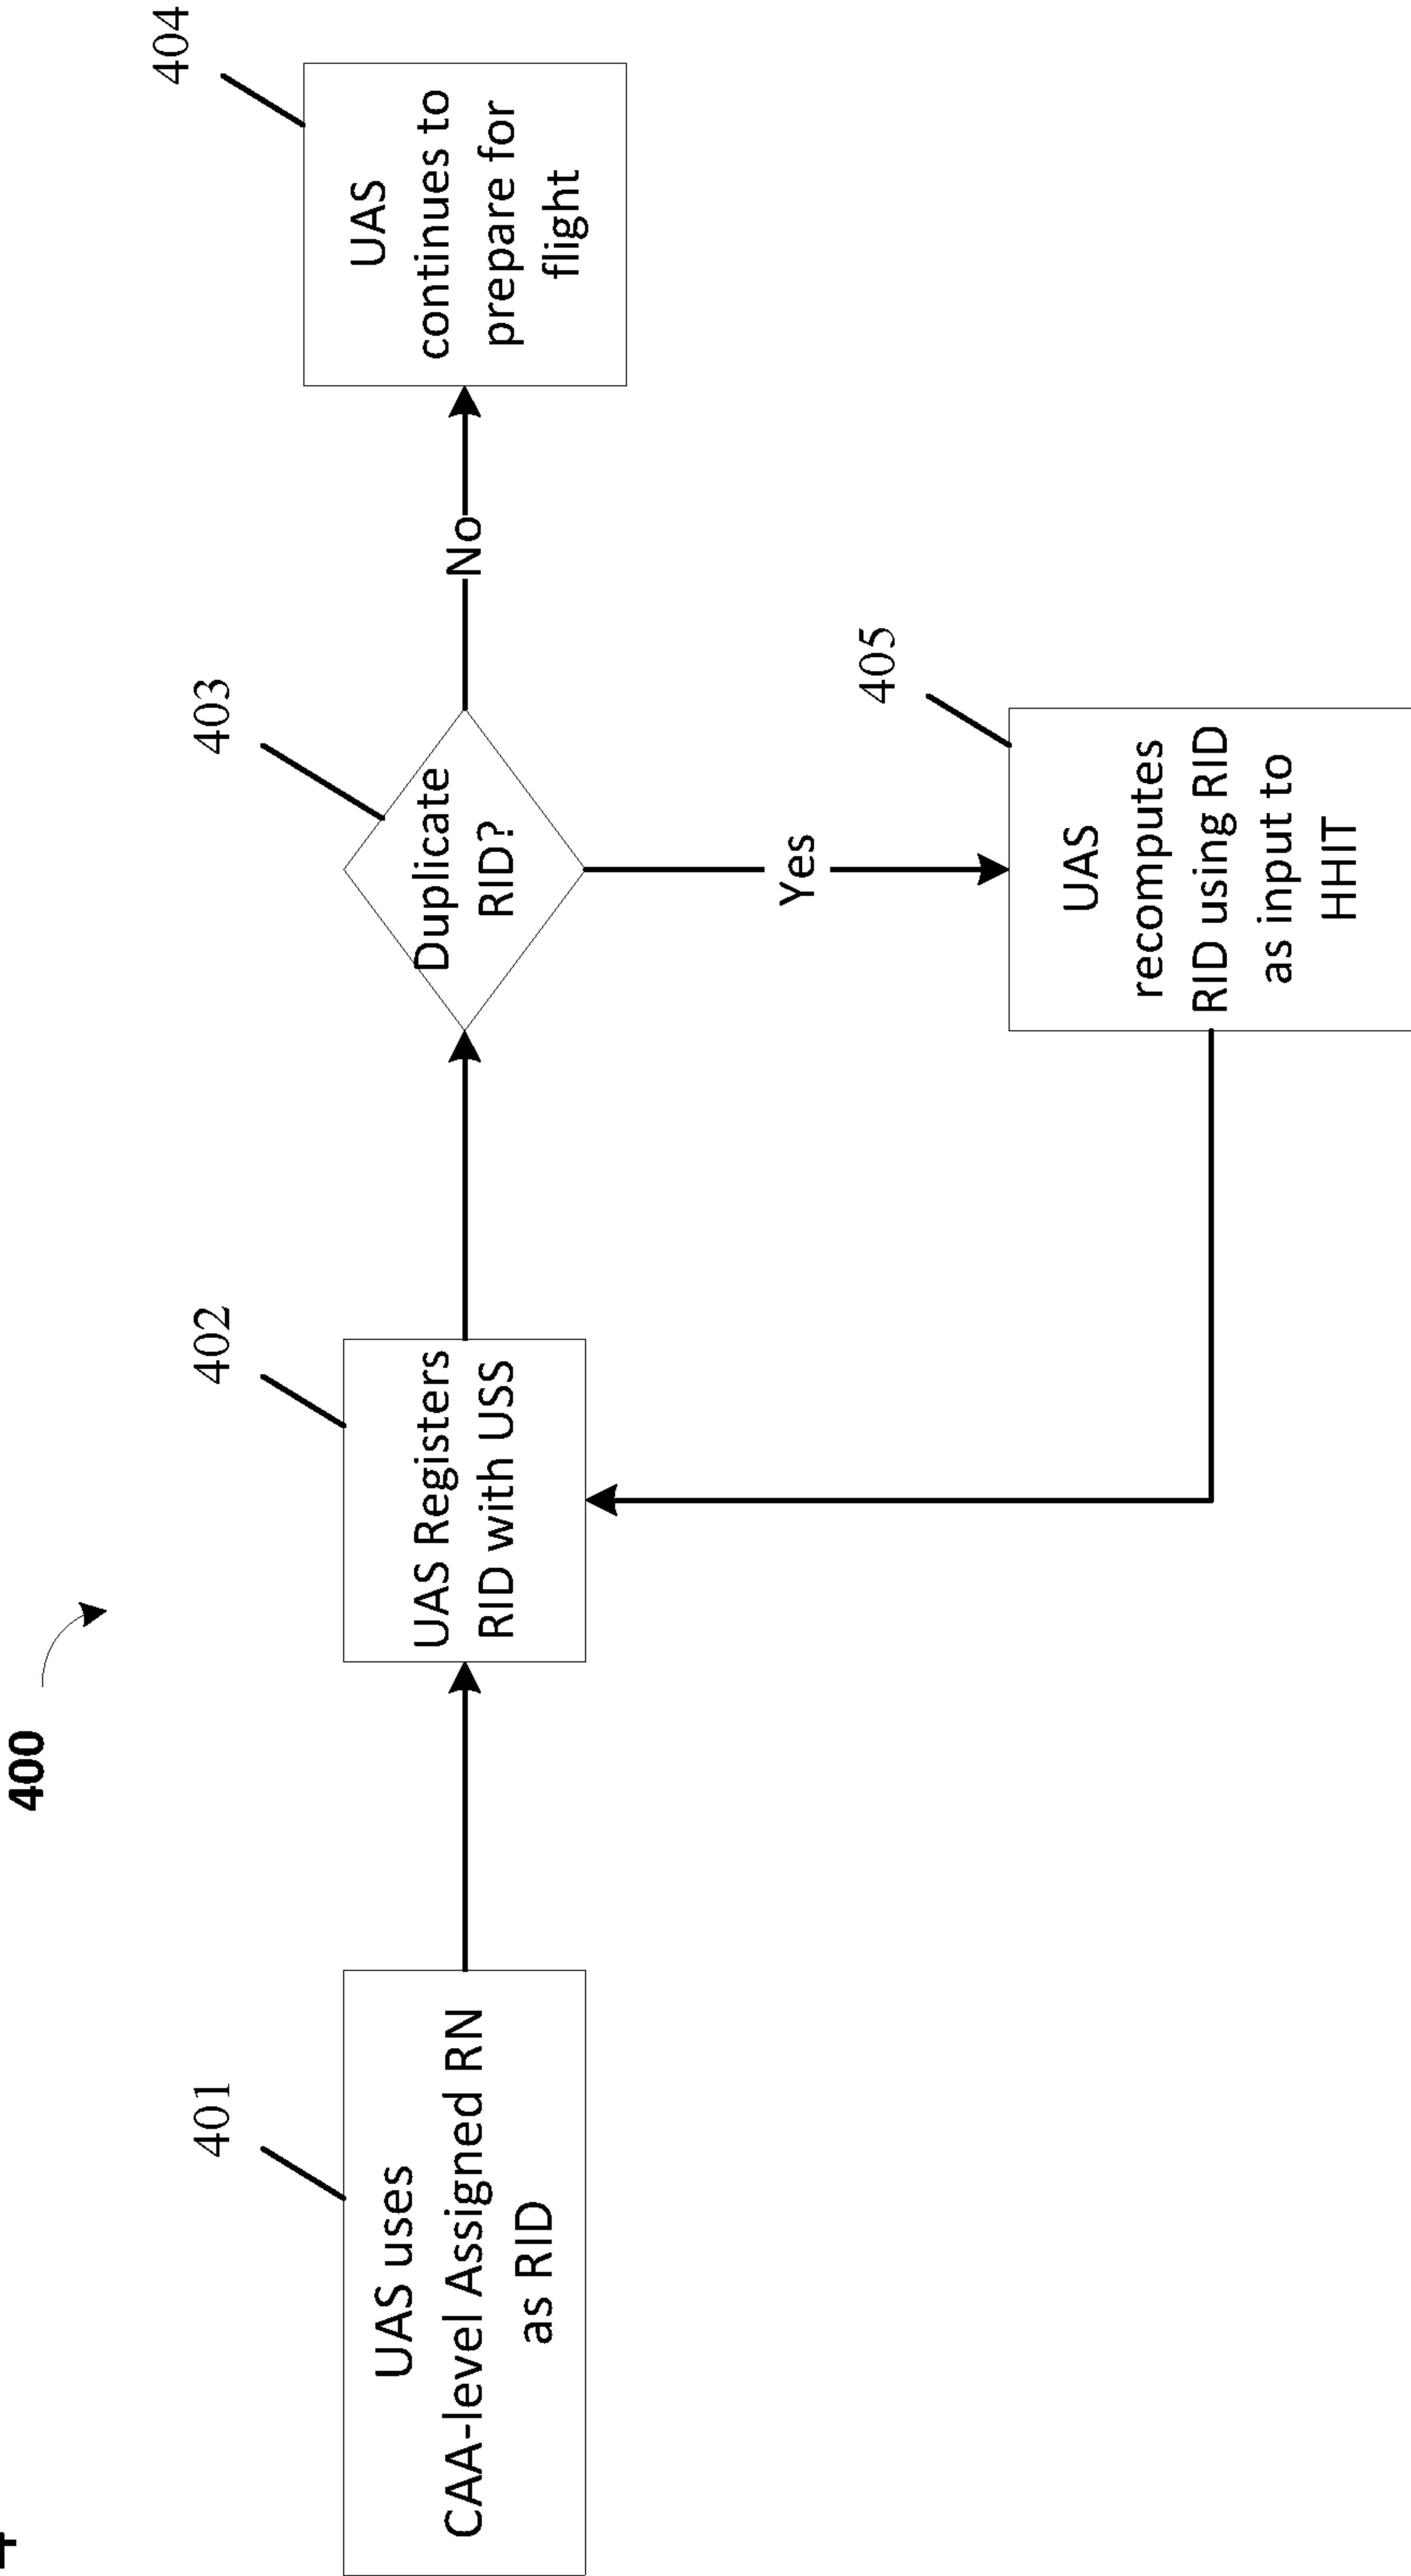 400
401
UAS uses
CAA-level Assigned RN
as RID
402
UAS Registers
RID with USS
403
Duplicate
RID?
No
404
UAS
continues to
prepare for
flight
Yes
405
UAS
recomputes
RID using RID
as input to
HHIT